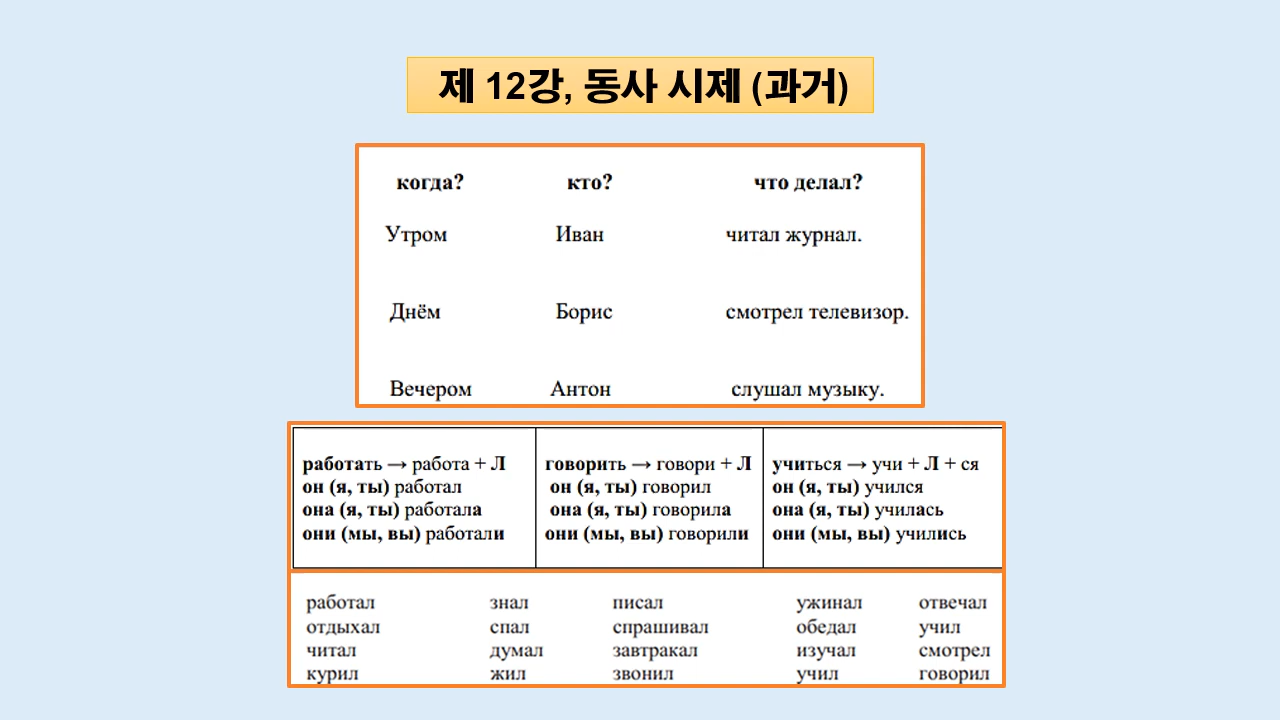 제 12강, 동사 시제 (과거)
когда? кто? что делал?
Утром Иван читал журнал.
Днём Борис смотрел телевизор.
Вечером Антон слушал музыку.
работать → работа + Л
он (я, ты) работал
она (я, ты) работала
они (мы, вы) работали
говорить → говори + Л
он (я, ты) говорил
она (я, ты) говорила
они (мы, вы) говорили
учиться → учи + Л + ся
он (я, ты) учился
она (я, ты) училась
они (мы, вы) учились
работал знал писал ужинал отвечал
отдыхал спал спрашивал обедал учил
читал думал завтракал изучал смотрел
курил жил звонил учил говорил